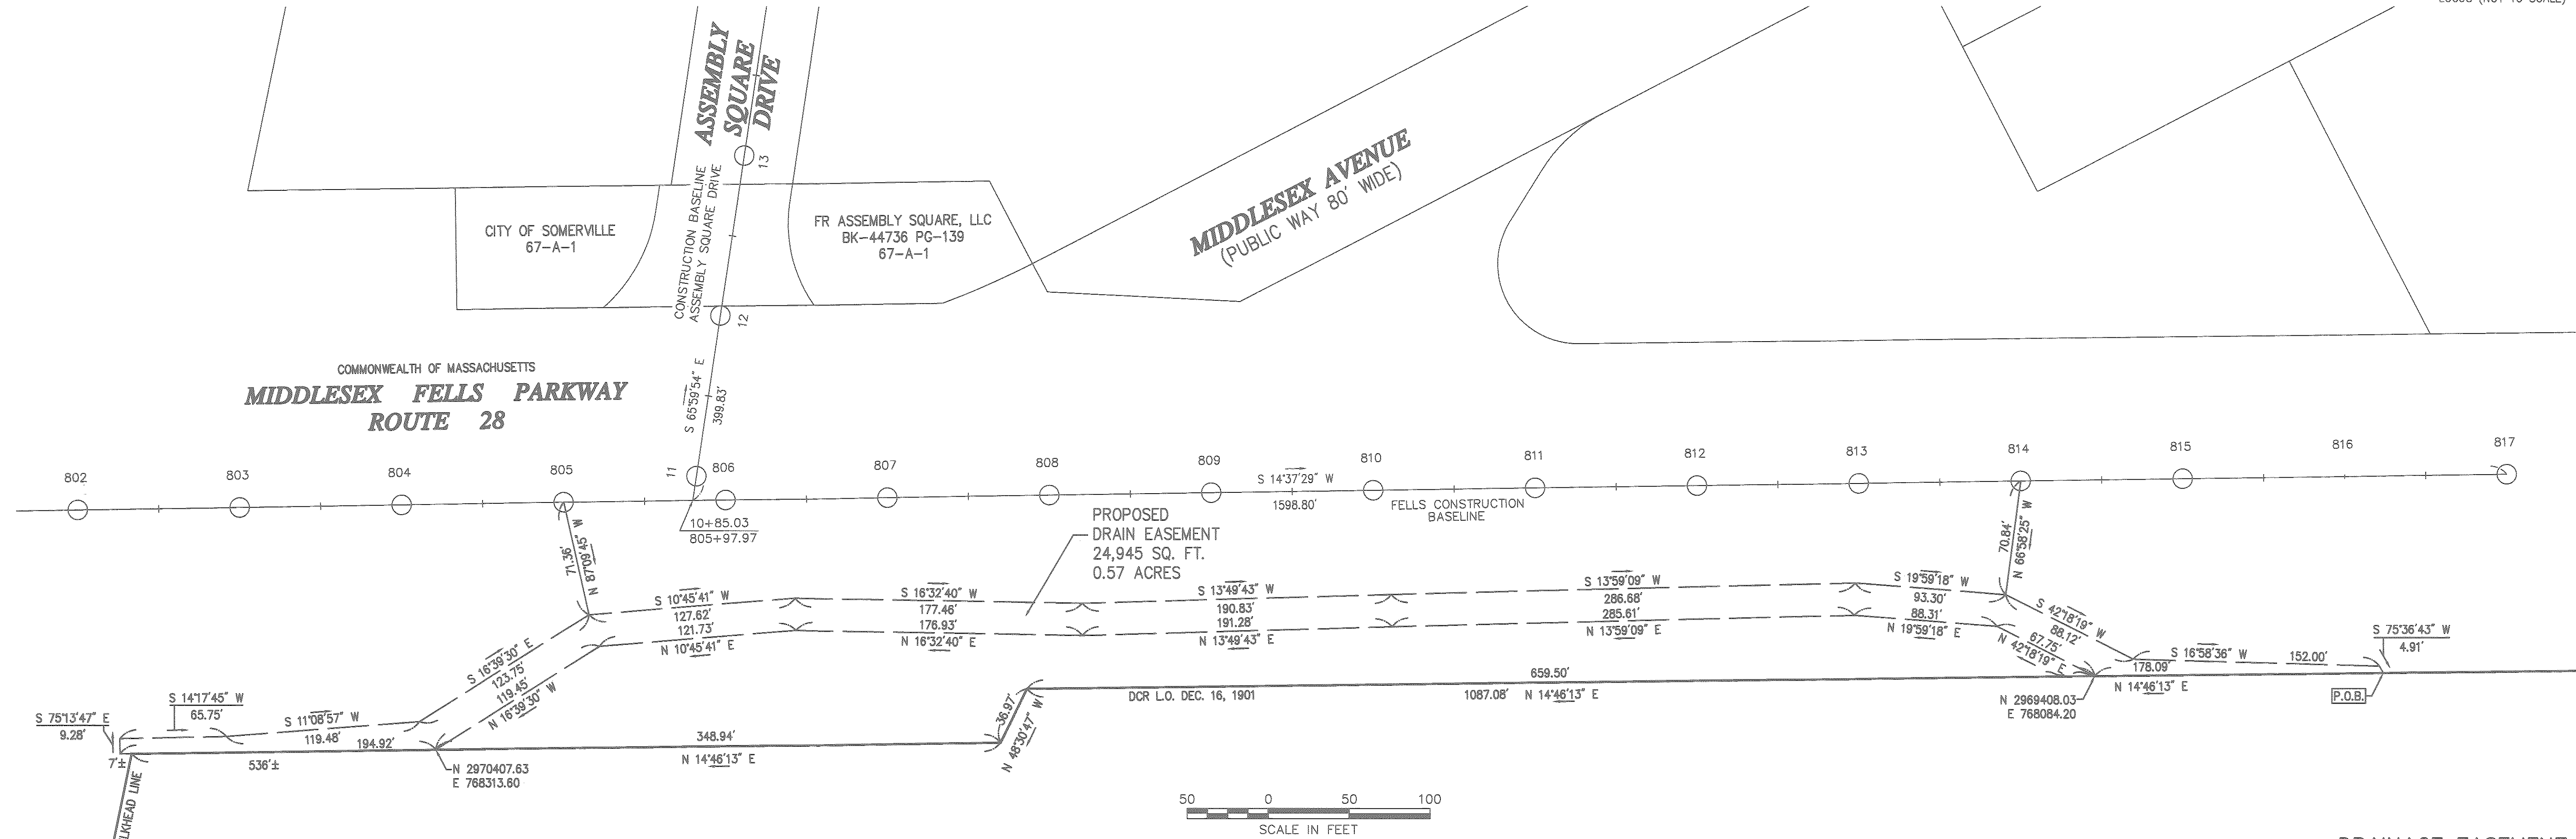 ASSEMBLY
SQUARE
DRIVE
13
CONSTRUCTION BASELINE
ASSEMBLY SQUARE DRIVE
CITY OF SOMERVILLE
67-A-1
FR ASSEMBLY SQUARE, LLC
BK-44736 PG-139
67-A-1
MIDDLESEX AVENUE
(PUBLIC WAY 80' WIDE)
12
COMMONWEALTH OF MASSACHUSETTS
MIDDLESEX FELLS PARKWAY
ROUTE 28
S 65°59'54" E
399.83'
11
802
803
804
805
806
807
808
809
810
811
812
813
814
815
816
817
S 14°37'29" W
1598.80'
FELLS CONSTRUCTION
BASELINE
10+85.03
805+97.97
PROPOSED
DRAIN EASEMENT
24,945 SQ. FT.
0.57 ACRES
71.36'
N 87°09'45" W
70.84'
N 66°58'25" W
S 10°45'41" W
127.62'
121.73'
N 10°45'41" E
S 16°32'40" W
177.46'
176.93'
N 16°32'40" E
S 13°49'43" W
190.83'
191.28'
N 13°49'43" E
S 13°59'09" W
286.68'
285.61'
N 13°59'09" E
S 19°59'18" W
93.30'
88.31'
N 19°59'18" E
S 42°18'19" W
88.12'
67.75'
N 42°18'19" E
S 16°58'36" W
152.00'
178.09'
N 14°46'13" E
S 75°36'43" W
4.91'
P.O.B.
S 16°39'30" E
123.75'
119.45'
N 16°39'30" W
S 75°13'47" E
9.28'
S 14°17'45" W
65.75'
S 11°08'57" W
119.48'
194.92'
7'±
536'±
N 2970407.63
E 768313.60
348.94'
N 14°46'13" E
36.97'
N 48°30'47" W
659.50'
DCR L.O. DEC. 16, 1901
1087.08' N 14°46'13" E
N 2969408.03
E 768084.20
LINE
50 0 50 100
SCALE IN FEET